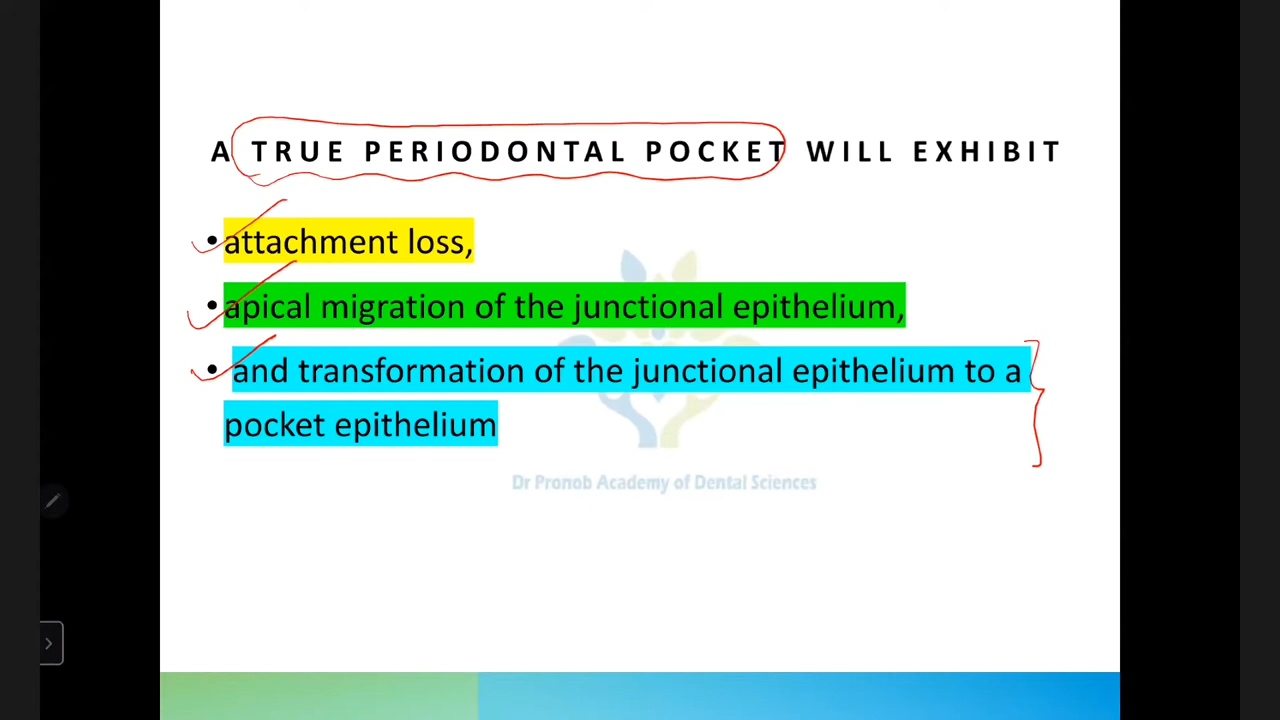 A TRUE PERIODONTAL POCKET WILL EXHIBIT
• attachment loss,
• apical migration of the junctional epithelium,
• and transformation of the junctional epithelium to a
pocket epithelium
Dr Pronob Academy of Dental Sciences